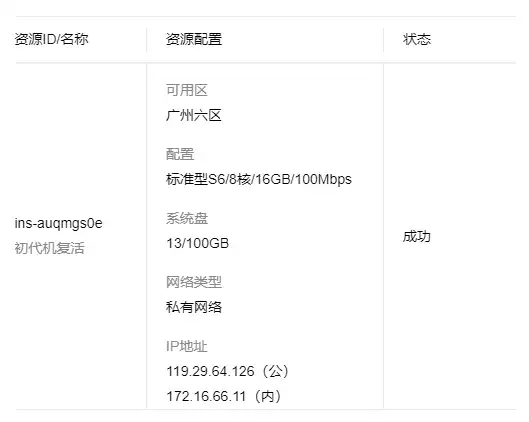 资源ID/名称 资源配置 状态
ins-auqmgs0e
初代机复活
可用区
广州六区
配置
标准型S6/8核/16GB/100Mbps
系统盘
13/100GB
网络类型
私有网络
IP地址
119.29.64.126（公）
172.16.66.11（内）
成功